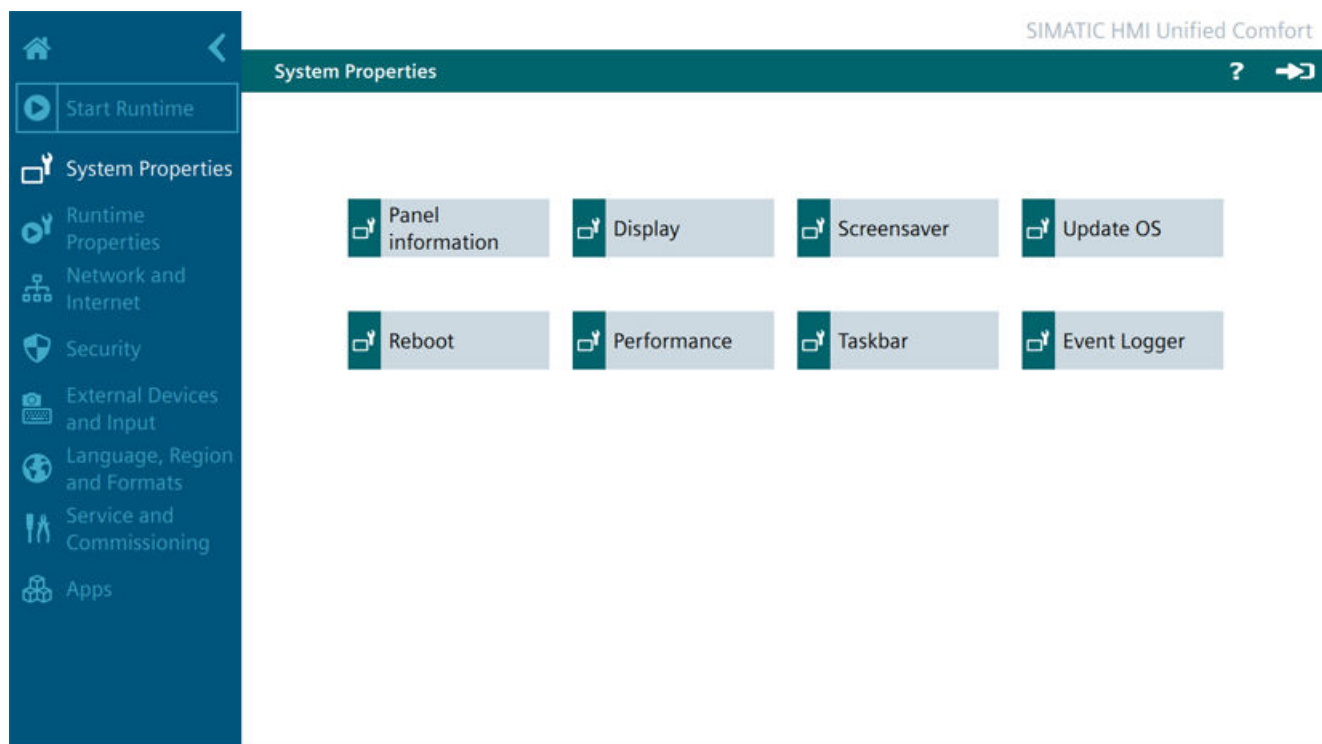 SIMATIC HMI Unified Comfort
System Properties
?
Start Runtime
System Properties
Runtime
Properties
Network and
Internet
Security
External Devices
and Input
Language, Region
and Formats
Service and
Commissioning
Apps
Panel
information
Display
Screensaver
Update OS
Reboot
Performance
Taskbar
Event Logger